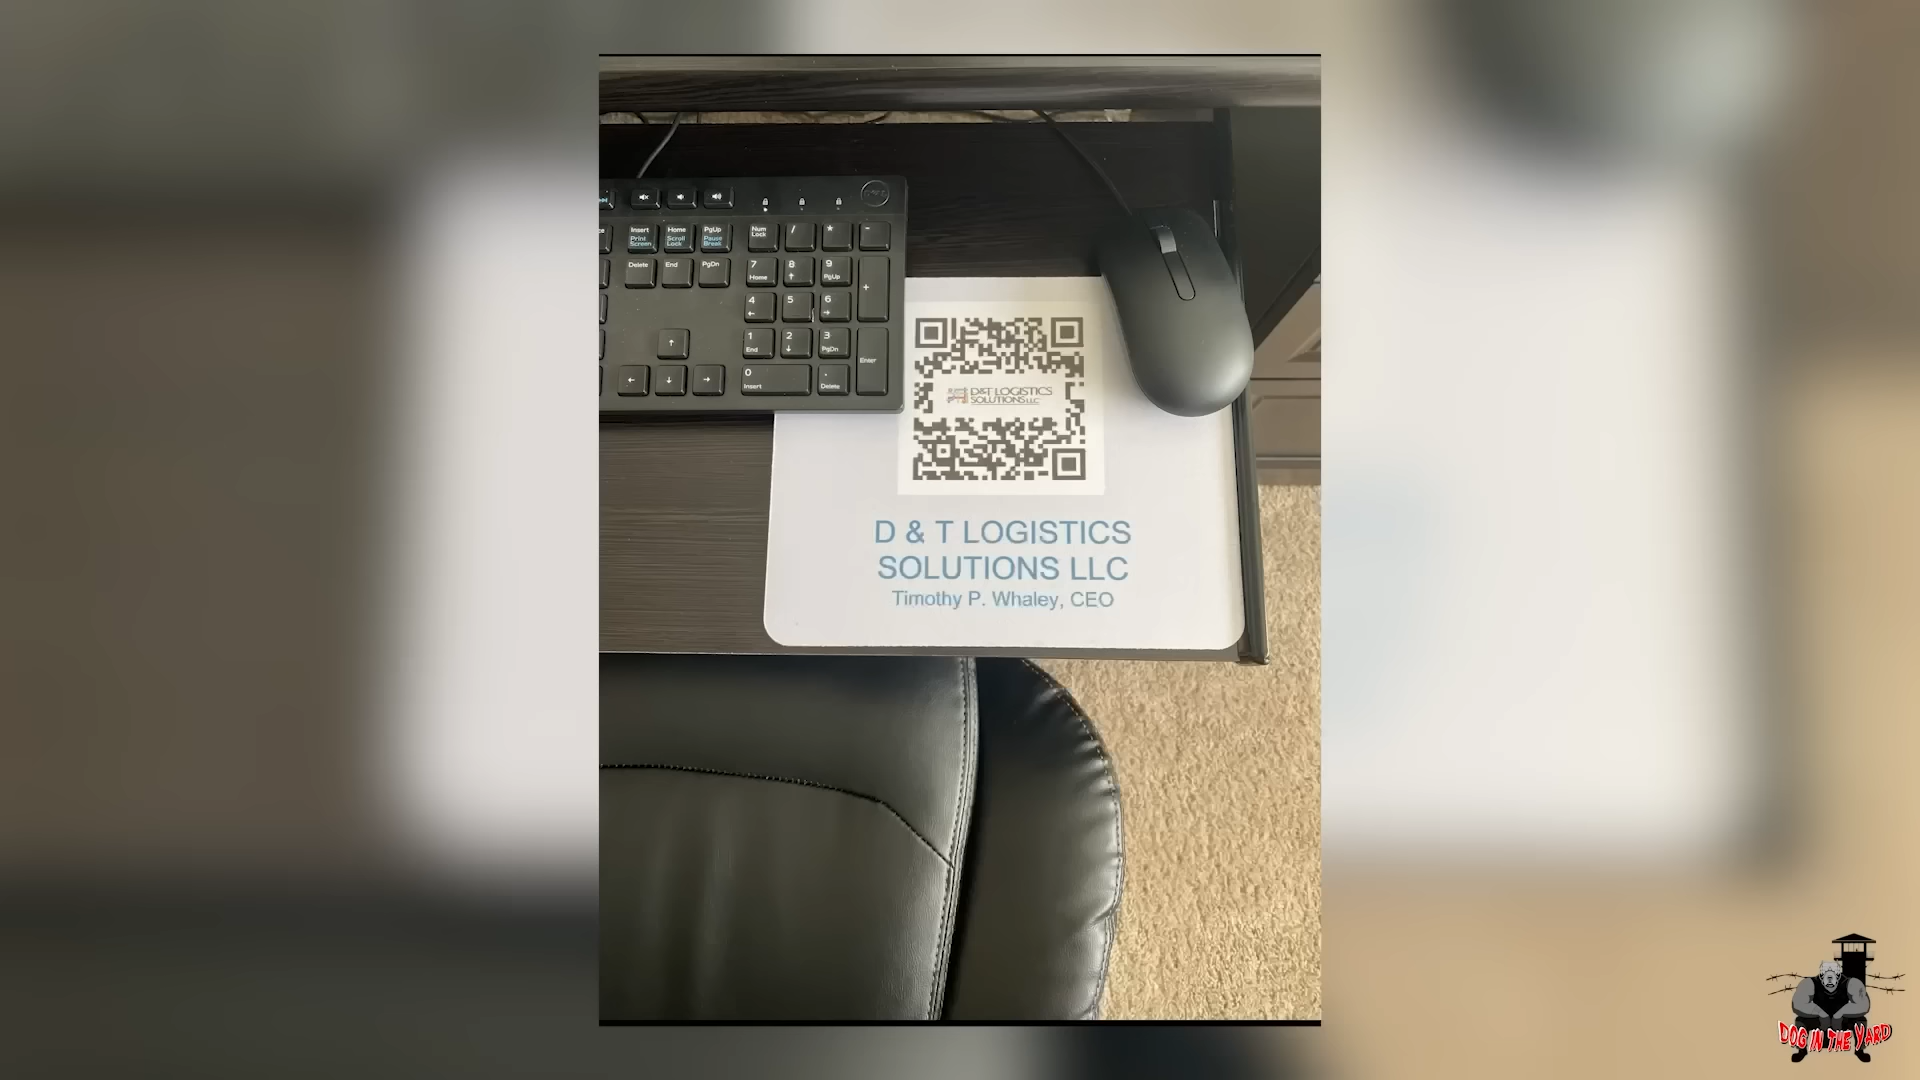 Insert
Print
Screen
Home
Scroll
Lock
PgUp
Pause
Break
Num
Lock
/
*
-
Delete
End
PgDn
7
Home
8
9
PgUp
+
4
5
6
1
End
2
3
PgDn
Enter
0
Insert
.
Delete
D&T LOGISTICS
SOLUTIONS LLC
D & T LOGISTICS
SOLUTIONS LLC
Timothy P. Whaley, CEO
DOG IN THE YARD